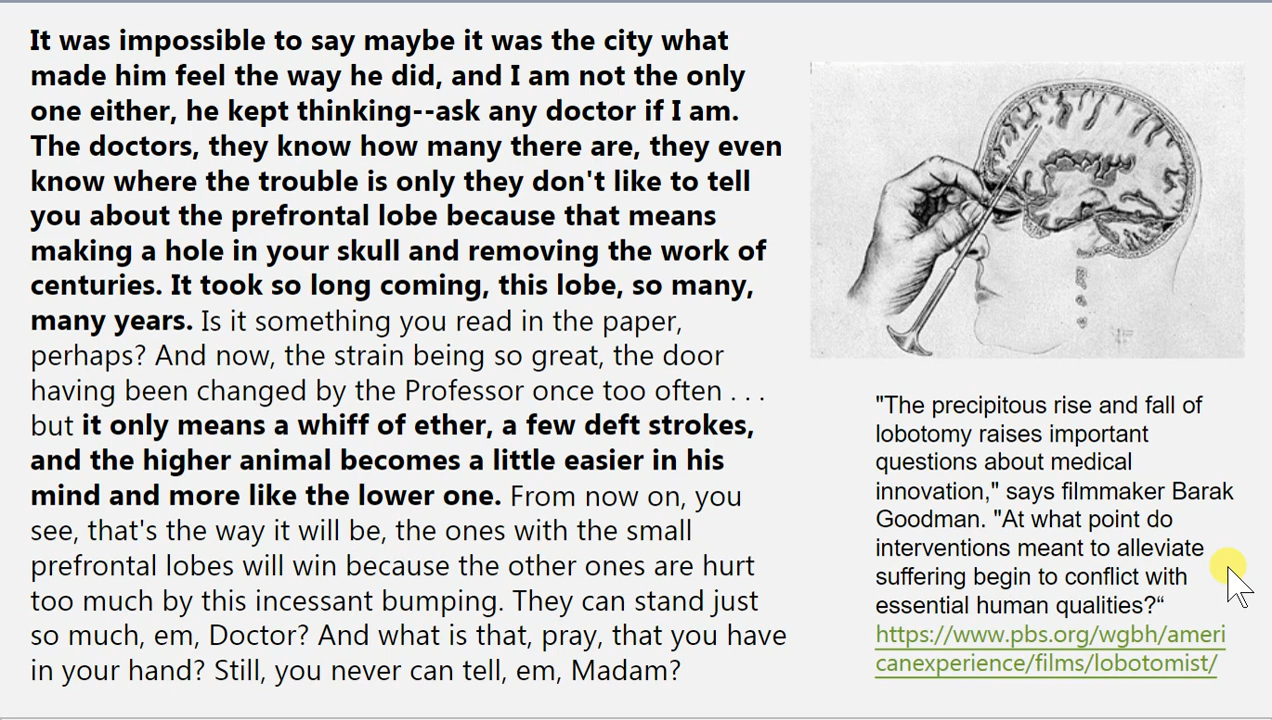 It was impossible to say maybe it was the city what
made him feel the way he did, and I am not the only
one either, he kept thinking--ask any doctor if I am.
The doctors, they know how many there are, they even
know where the trouble is only they don't like to tell
you about the prefrontal lobe because that means
making a hole in your skull and removing the work of
centuries. It took so long coming, this lobe, so many,
many years. Is it something you read in the paper,
perhaps? And now, the strain being so great, the door
having been changed by the Professor once too often . . .
but it only means a whiff of ether, a few deft strokes,
and the higher animal becomes a little easier in his
mind and more like the lower one. From now on, you
see, that's the way it will be, the ones with the small
prefrontal lobes will win because the other ones are hurt
too much by this incessant bumping. They can stand just
so much, em, Doctor? And what is that, pray, that you have
in your hand? Still, you never can tell, em, Madam?
"The precipitous rise and fall of
lobotomy raises important
questions about medical
innovation," says filmmaker Barak
Goodman. "At what point do
interventions meant to alleviate
suffering begin to conflict with
essential human qualities?“
https://www.pbs.org/wgbh/ameri
canexperience/films/lobotomist/